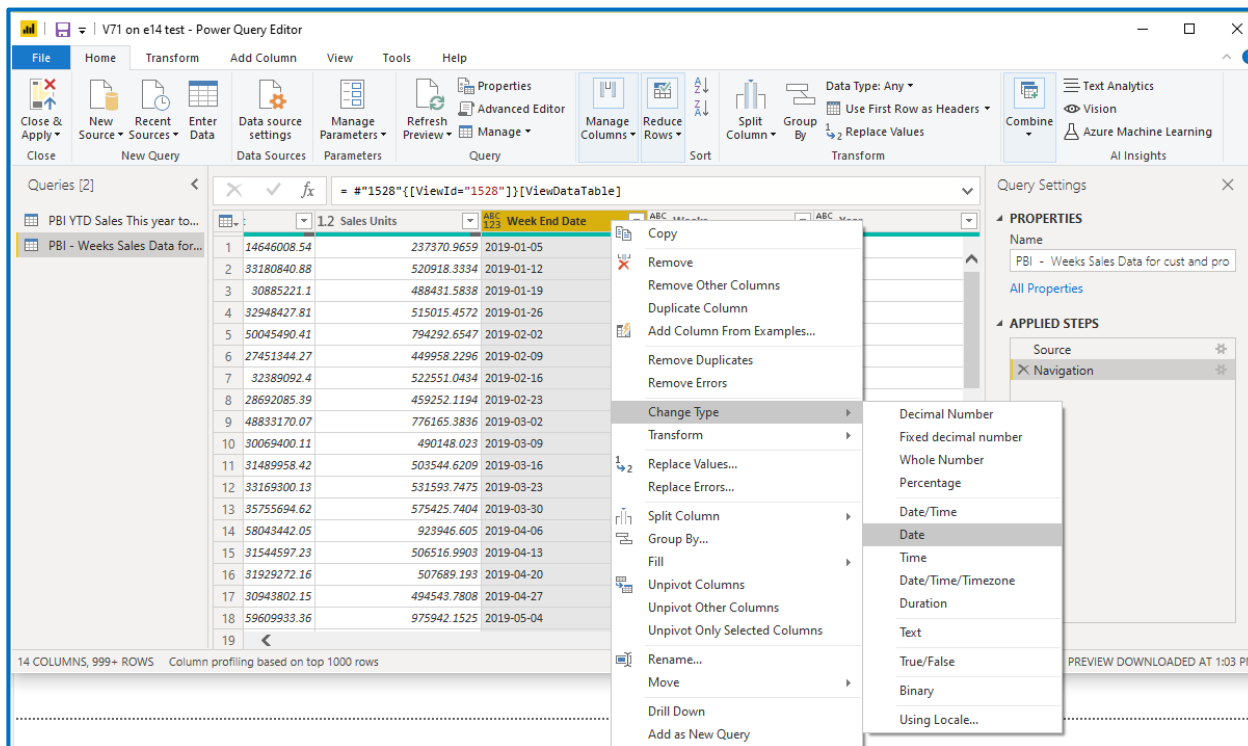 V71 on e14 test - Power Query Editor
File Home Transform Add Column View Tools Help
Close & Apply
New Source
Recent Sources
Enter Data
Data source settings
Manage Parameters
Refresh Preview
Properties
Advanced Editor
Manage
Manage Columns
Reduce Rows
Split Column
Group By
Data Type: Any
Use First Row as Headers
Replace Values
Combine
Text Analytics
Vision
Azure Machine Learning
Close New Query Data Sources Parameters Query Sort Transform AI Insights
Queries [2]
PBI YTD Sales This year to...
PBI - Weeks Sales Data for...
fx = #"1528"{[ViewId="1528"]}[ViewDataTable]
1.2 Sales Units ABC 123 Week End Date ABC ABC
1 14646008.54 237370.9659 2019-01-05
2 33180840.88 520918.3334 2019-01-12
3 30885221.1 488431.5838 2019-01-19
4 32948427.81 515015.4572 2019-01-26
5 50045490.41 794292.6547 2019-02-02
6 27451344.27 449958.2296 2019-02-09
7 32389092.4 522551.0434 2019-02-16
8 28692085.39 459252.1194 2019-02-23
9 48833170.07 776165.3836 2019-03-02
10 30069400.11 490148.023 2019-03-09
11 31489958.42 503544.6209 2019-03-16
12 33169300.13 531593.7475 2019-03-23
13 35755694.62 575425.7404 2019-03-30
14 58043442.05 923946.605 2019-04-06
15 31544597.23 506516.9903 2019-04-13
16 31929272.16 507689.193 2019-04-20
17 30943802.15 494543.7808 2019-04-27
18 59609933.36 975942.1525 2019-05-04
19
Copy
Remove
Remove Other Columns
Duplicate Column
Add Column From Examples...
Remove Duplicates
Remove Errors
Change Type
Transform
Replace Values...
Replace Errors...
Split Column
Group By...
Fill
Unpivot Columns
Unpivot Other Columns
Unpivot Only Selected Columns
Rename...
Move
Drill Down
Add as New Query
Decimal Number
Fixed decimal number
Whole Number
Percentage
Date/Time
Date
Time
Date/Time/Timezone
Duration
Text
True/False
Binary
Using Locale...
Query Settings
PROPERTIES
Name
PBI - Weeks Sales Data for cust and pro
All Properties
APPLIED STEPS
Source
Navigation
14 COLUMNS, 999+ ROWS Column profiling based on top 1000 rows
PREVIEW DOWNLOADED AT 1:03 P